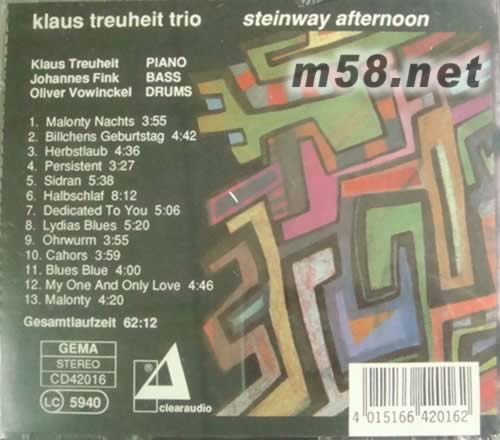 klaus treuheit trio steinway afternoon
m58.net
Klaus Treuheit PIANO
Johannes Fink BASS
Oliver Vowinckel DRUMS
1. Malonty Nachts 3:55
2. Billchens Geburtstag 4:42
3. Herbstlaub 4:36
4. Persistent 3:27
5. Sidran 5:38
6. Halbschlaf 8:12
7. Dedicated To You 5:06
8. Lydias Blues 5:20
9. Ohrwurm 3:55
10. Cahors 3:59
11. Blues Blue 4:00
12. My One And Only Love 4:46
13. Malonty 4:20
Gesamtlaufzeit 62:12
GEMA
STEREO
CD42016
LC 5940
clearaudio
4 015166 420162